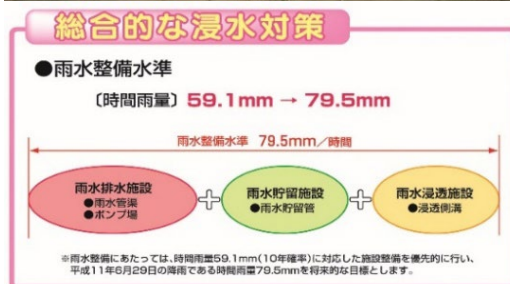 総合的な浸水対策
●雨水整備水準
〔時間雨量〕59.1mm → 79.5mm
雨水整備水準 79.5mm/時間
雨水排水施設
●雨水管渠
●ポンプ場
+
雨水貯留施設
●雨水貯留管
+
雨水浸透施設
●浸透側溝
※雨水整備にあたっては、時間雨量59.1mm(10年確率)に対応した施設整備を優先的に行い、
平成11年6月29日の降雨である時間雨量79.5mmを将来的な目標とします。